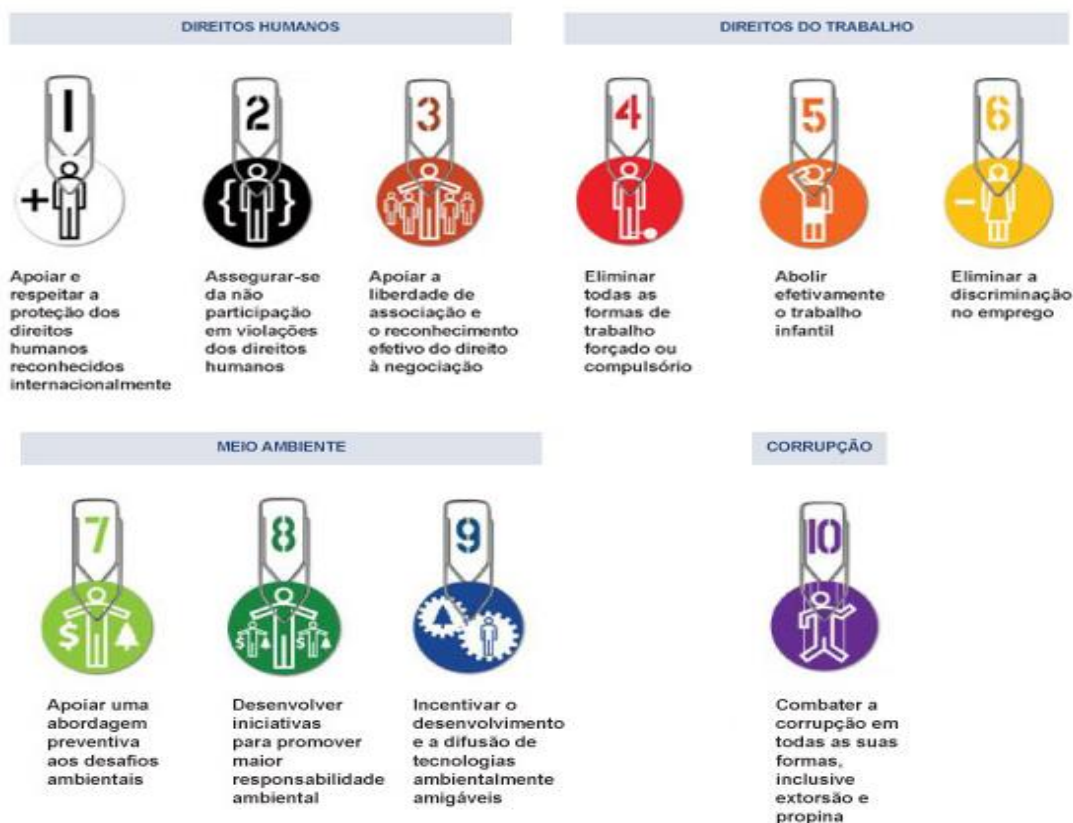 DIREITOS HUMANOS
DIREITOS DO TRABALHO
1
2
3
4
5
6
Apoiar e
respeitar a
proteção dos
direitos
humanos
reconhecidos
internacionalmente
Assegurar-se
da não
participação
em violações
dos direitos
humanos
Apoiar a
liberdade de
associação e
o reconhecimento
efetivo do direito
à negociação
Eliminar
todas as
formas de
trabalho
forçado ou
compulsório
Abolir
efetivamente
o trabalho
infantil
Eliminar a
discriminação
no emprego
MEIO AMBIENTE
CORRUPÇÃO
7
8
9
10
Apoiar uma
abordagem
preventiva
aos desafios
ambientais
Desenvolver
iniciativas
para promover
maior
responsabilidade
ambiental
Incentivar o
desenvolvimento
e a difusão de
tecnologias
ambientalmente
amigáveis
Combater a
corrupção em
todas as suas
formas,
inclusive
extorsão e
propina